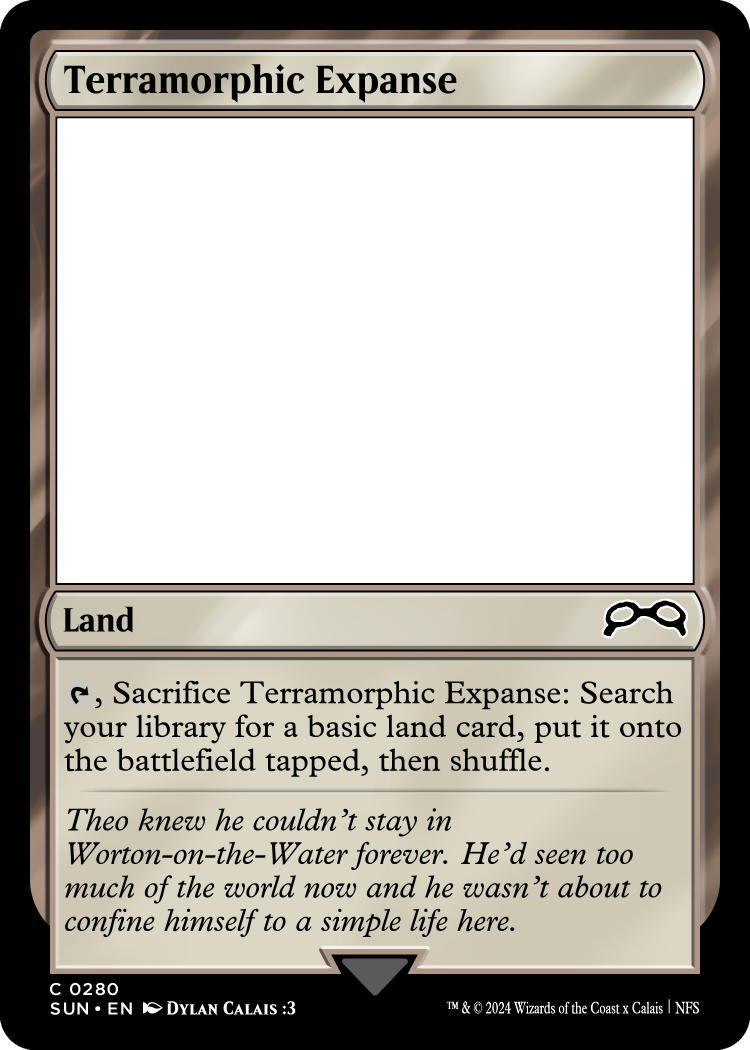 Terramorphic Expanse
Land
, Sacrifice Terramorphic Expanse: Search
your library for a basic land card, put it onto
the battlefield tapped, then shuffle.
Theo knew he couldn’t stay in
Worton-on-the-Water forever. He’d seen too
much of the world now and he wasn’t about to
confine himself to a simple life here.
C 0280
SUN • EN Dylan Calais :3
™ & © 2024 Wizards of the Coast x Calais | NFS